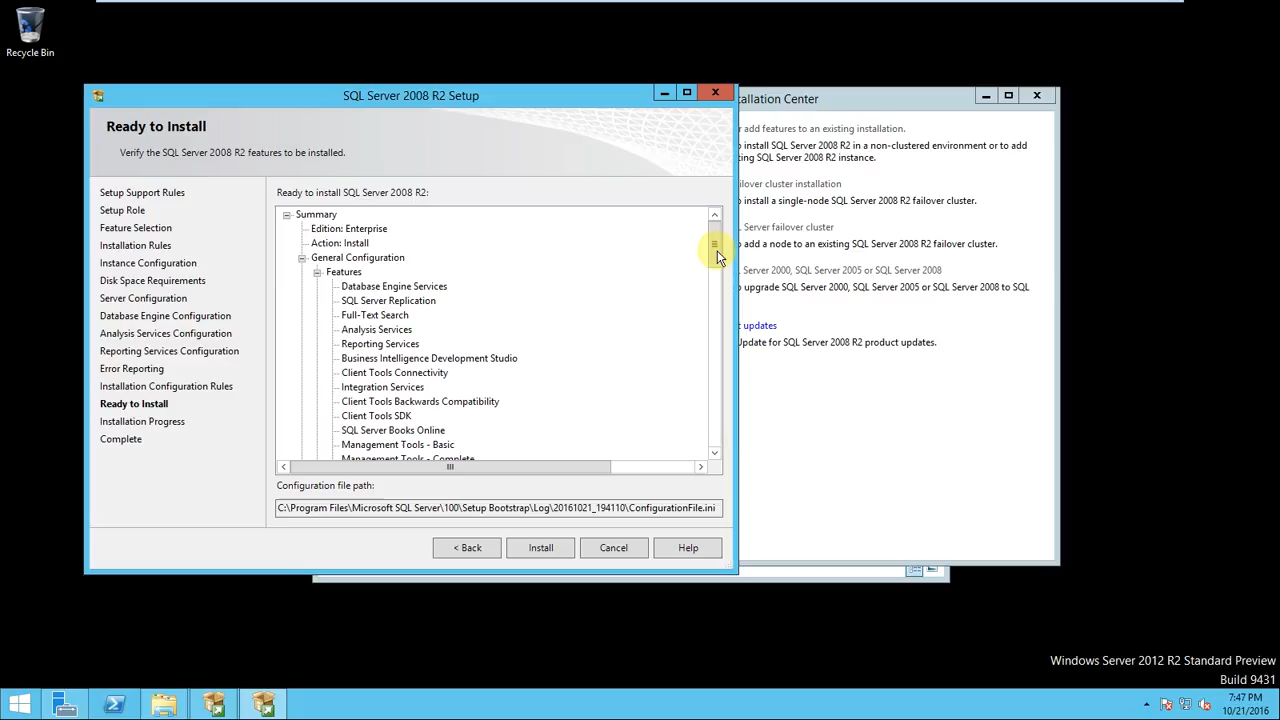 Recycle Bin
SQL Server 2008 R2 Setup
Ready to Install
Verify the SQL Server 2008 R2 features to be installed.
Setup Support Rules
Setup Role
Feature Selection
Installation Rules
Instance Configuration
Disk Space Requirements
Server Configuration
Database Engine Configuration
Analysis Services Configuration
Reporting Services Configuration
Error Reporting
Installation Configuration Rules
Ready to Install
Installation Progress
Complete
Ready to install SQL Server 2008 R2:
Summary
Edition: Enterprise
Action: Install
General Configuration
Features
Database Engine Services
SQL Server Replication
Full-Text Search
Analysis Services
Reporting Services
Business Intelligence Development Studio
Client Tools Connectivity
Integration Services
Client Tools Backwards Compatibility
Client Tools SDK
SQL Server Books Online
Management Tools - Basic
Management Tools - Complete
Configuration file path:
C:\Program Files\Microsoft SQL Server\100\Setup Bootstrap\Log\20161021_194110\ConfigurationFile.ini
< Back
Install
Cancel
Help
tallation Center
r add features to an existing installation.
o install SQL Server 2008 R2 in a non-clustered environment or to add
ting SQL Server 2008 R2 instance.
ilover cluster installation
o install a single-node SQL Server 2008 R2 failover cluster.
L Server failover cluster
o add a node to an existing SQL Server 2008 R2 failover cluster.
L Server 2000, SQL Server 2005 or SQL Server 2008
o upgrade SQL Server 2000, SQL Server 2005 or SQL Server 2008 to SQL
t updates
Update for SQL Server 2008 R2 product updates.
Windows Server 2012 R2 Standard Preview
Build 9431
7:47 PM
10/21/2016